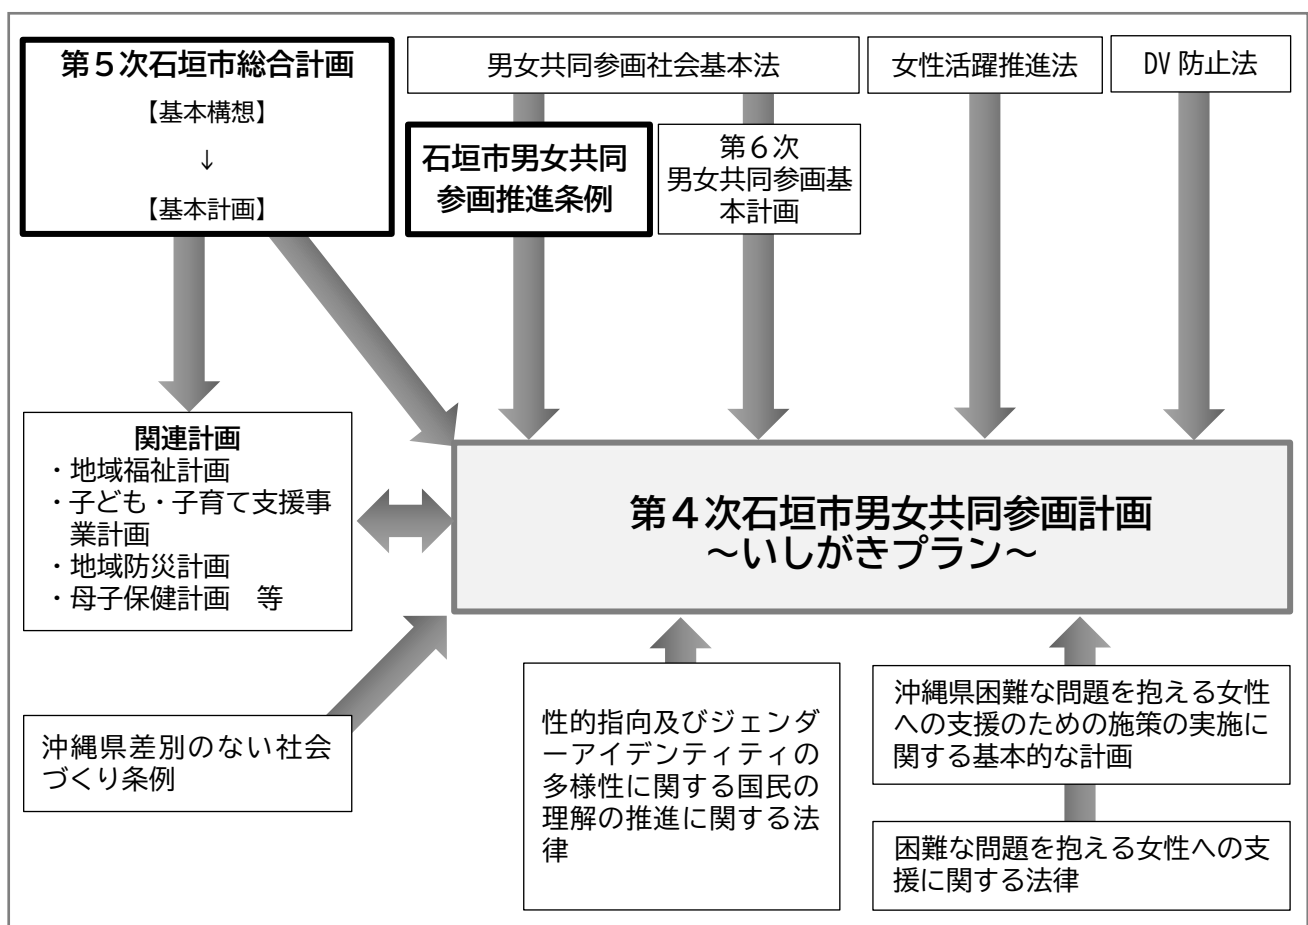 第５次石垣市総合計画
【基本構想】
↓
【基本計画】
男女共同参画社会基本法
女性活躍推進法
DV 防止法
石垣市男女共同
参画推進条例
第６次
男女共同参画基
本計画
関連計画
・地域福祉計画
・子ども・子育て支援事
業計画
・地域防災計画
・母子保健計画　等
第４次石垣市男女共同参画計画
～いしがきプラン～
沖縄県差別のない社会
づくり条例
性的指向及びジェンダ
ーアイデンティティの
多様性に関する国民の
理解の推進に関する法
律
沖縄県困難な問題を抱える女性
への支援のための施策の実施に
関する基本的な計画
困難な問題を抱える女性への支
援に関する法律